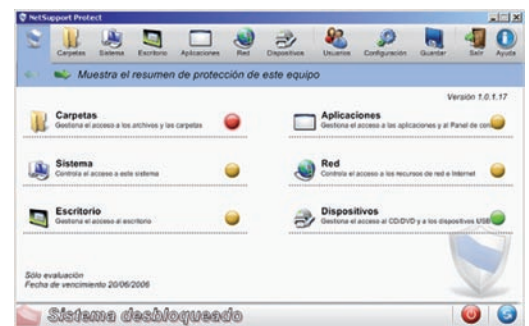 NetSupport Protect
Carpetas Sistema Escritorio Aplicaciones Red Dispositivos Usuarios Configuración Guardar Salir Ayuda
Muestra el resumen de protección de este equipo
Versión 1.0.1.17
Carpetas
Gestiona el acceso a los archivos y las carpetas
Aplicaciones
Gestiona el acceso a las aplicaciones y al Panel de con
Sistema
Controla el acceso a este sistema
Red
Controla el acceso a los recursos de red e Internet
Escritorio
Gestiona el acceso al escritorio
Dispositivos
Gestiona el acceso al CD/DVD y a los dispositivos USB
Sólo evaluación
Fecha de vencimiento 20/06/2006
Sistema desbloqueado